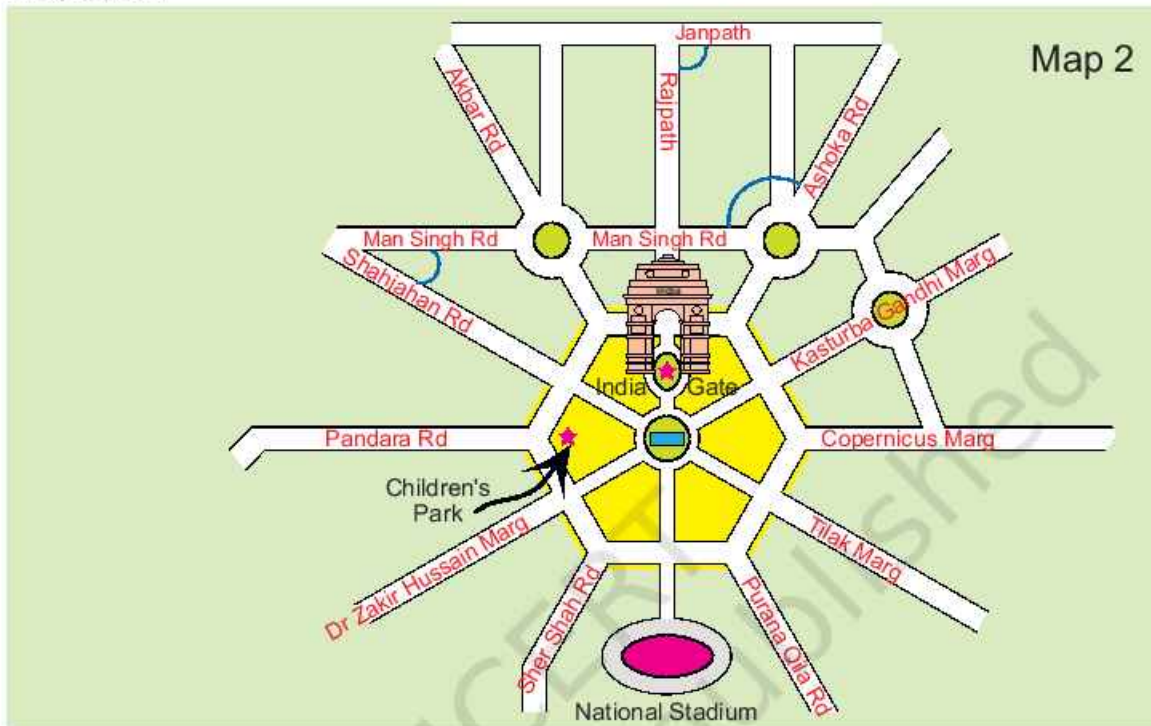 Map 2
Janpath
Akbar Rd
Rajpath
Ashoka Rd
Man Singh Rd
Man Singh Rd
Shahjahan Rd
Kasturba Gandhi Marg
India Gate
Pandara Rd
Copernicus Marg
Children's
Park
Dr Zakir Hussain Marg
Tilak Marg
Sher Shah Rd
Purana Qila Rd
National Stadium
NCERT
published